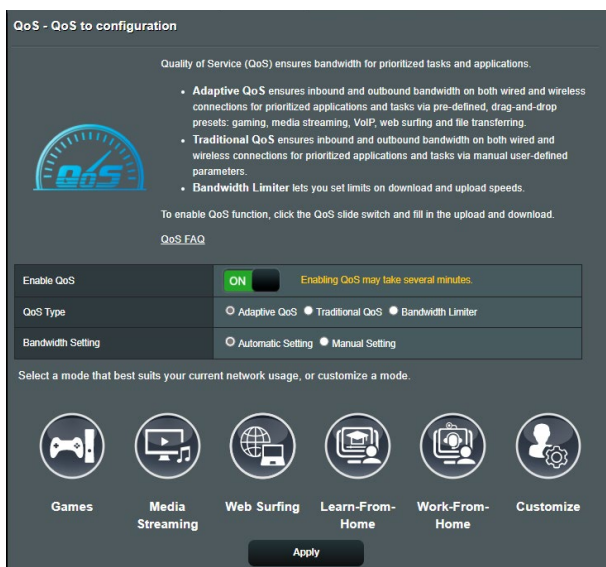 QoS - QoS to configuration
Quality of Service (QoS) ensures bandwidth for prioritized tasks and applications.
• Adaptive QoS ensures inbound and outbound bandwidth on both wired and wireless
connections for prioritized applications and tasks via pre-defined, drag-and-drop
presets: gaming, media streaming, VoIP, web surfing and file transferring.
• Traditional QoS ensures inbound and outbound bandwidth on both wired and
wireless connections for prioritized applications and tasks via manual user-defined
parameters.
• Bandwidth Limiter lets you set limits on download and upload speeds.
QoS
To enable QoS function, click the QoS slide switch and fill in the upload and download.
QoS FAQ
Enable QoS ON Enabling QoS may take several minutes.
QoS Type Adaptive QoS Traditional QoS Bandwidth Limiter
Bandwidth Setting Automatic Setting Manual Setting
Select a mode that best suits your current network usage, or customize a mode.
Games Media Streaming Web Surfing Learn-From-Home Work-From-Home Customize
Apply